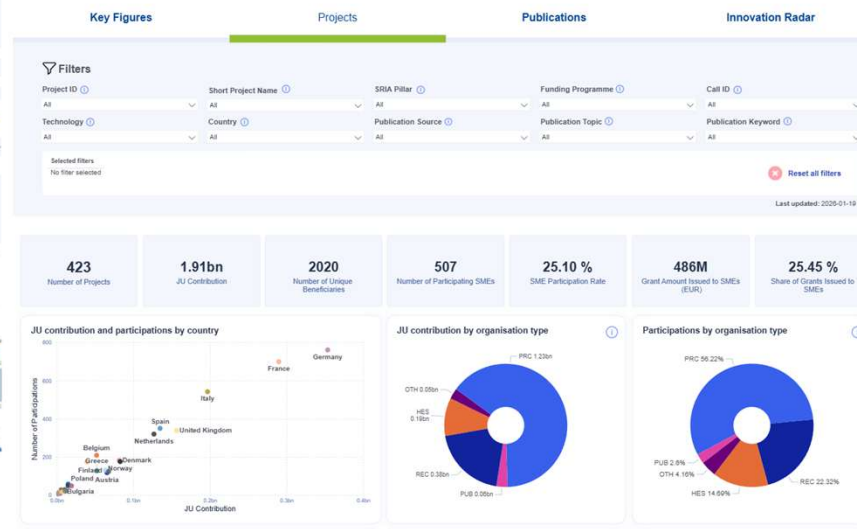 Key Figures
Projects
Publications
Innovation Radar
Filters
Project ID
Short Project Name
SRIA Pillar
Funding Programme
Call ID
All
All
All
All
All
Technology
Country
Publication Source
Publication Topic
Publication Keyword
All
All
All
All
All
Selected filters
No filter selected
Reset all filters
Last updated: 2026-01-19
423
Number of Projects
1.91bn
JU Contribution
2020
Number of Unique
Beneficiaries
507
Number of Participating SMEs
25.10 %
SME Participation Rate
486M
Grant Amount Issued to SMEs
(EUR)
25.45 %
Share of Grants Issued to
SMEs
JU contribution and participations by country
Number of Participations
800
600
400
200
0
Germany
France
Italy
Spain
United Kingdom
Netherlands
Belgium
Greece
Denmark
Finland
Norway
Poland
Austria
Bulgaria
0.0bn
0.1bn
0.2bn
0.3bn
0.4bn
JU Contribution
JU contribution by organisation type
PRC 1.23bn
OTH 0.05bn
HES
0.19bn
REC 0.38bn
PUB 0.06bn
Participations by organisation type
PRC 56.22%
PUB 2.6%
OTH 4.16%
HES 14.69%
REC 22.32%